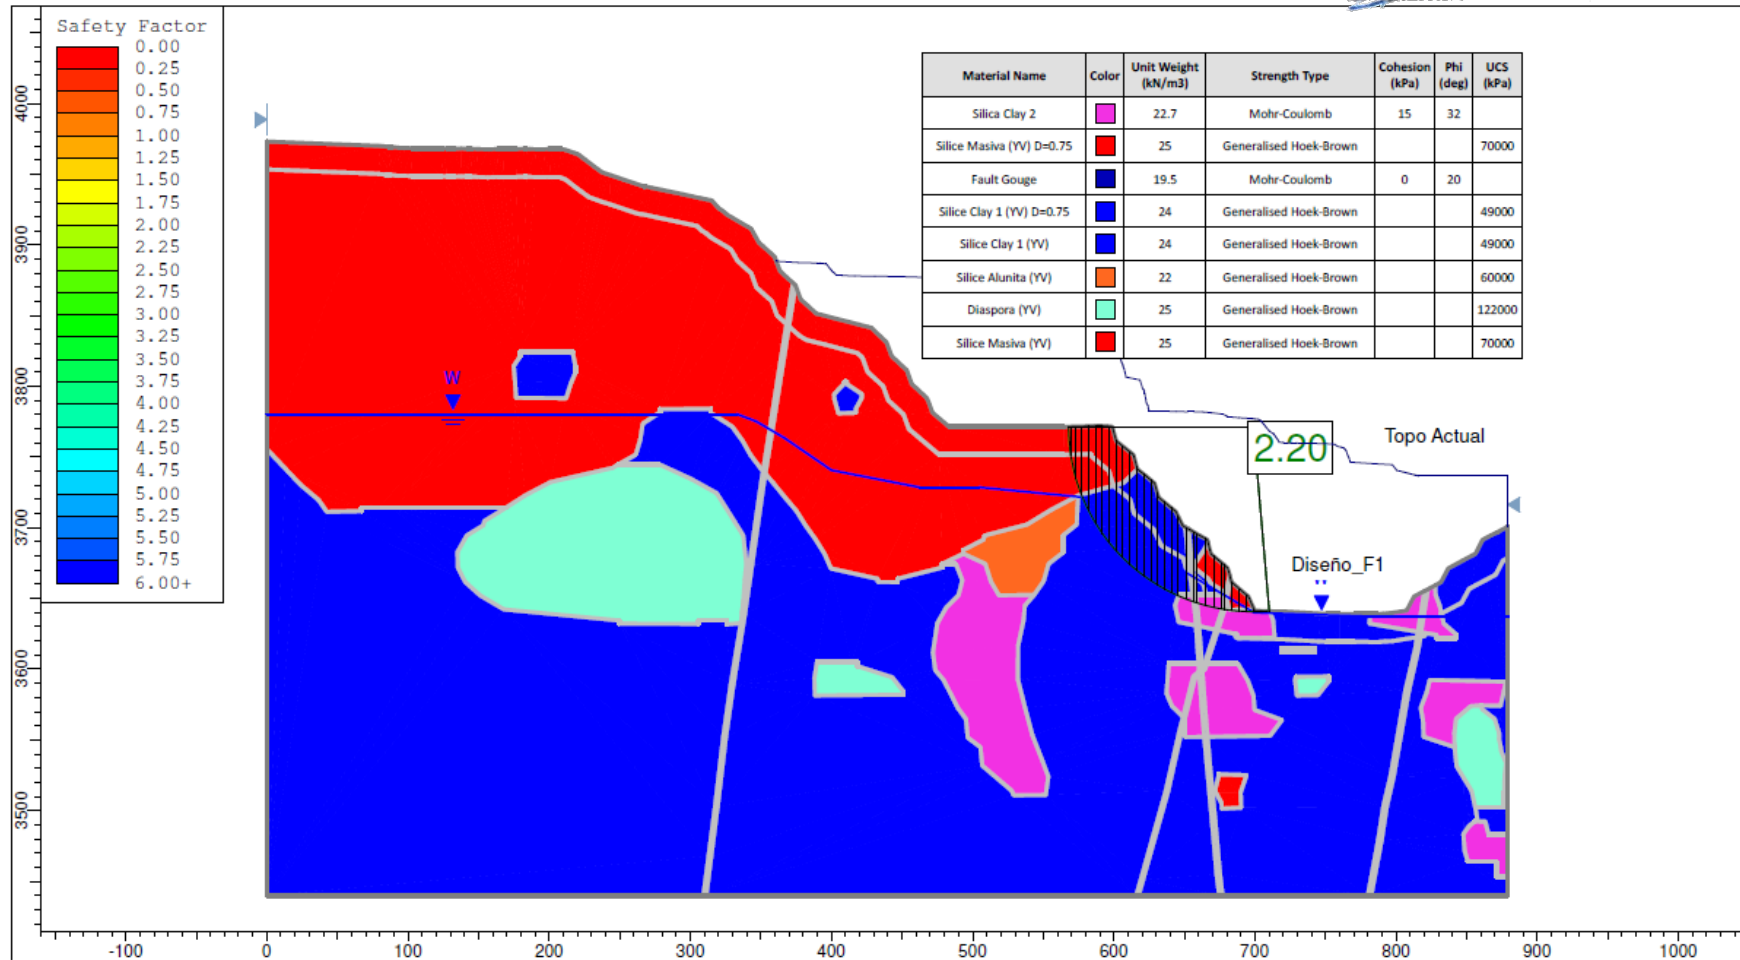 Safety Factor
0.00
0.25
0.50
0.75
1.00
1.25
1.50
1.75
2.00
2.25
2.50
2.75
3.00
3.25
3.50
3.75
4.00
4.25
4.50
4.75
5.00
5.25
5.50
5.75
6.00+
Material Name Color Unit Weight (kN/m3) Strength Type Cohesion (kPa) Phi (deg) UCS (kPa)
Silica Clay 2 22.7 Mohr-Coulomb 15 32
Silice Masiva (YV) D=0.75 25 Generalised Hoek-Brown 70000
Fault Gouge 19.5 Mohr-Coulomb 0 20
Silice Clay 1 (YV) D=0.75 24 Generalised Hoek-Brown 49000
Silice Clay 1 (YV) 24 Generalised Hoek-Brown 49000
Silice Alunita (YV) 22 Generalised Hoek-Brown 60000
Diaspora (YV) 25 Generalised Hoek-Brown 122000
Silice Masiva (YV) 25 Generalised Hoek-Brown 70000
W
2.20
Topo Actual
Diseño_F1
4000
3900
3800
3700
3600
3500
-100 0 100 200 300 400 500 600 700 800 900 1000